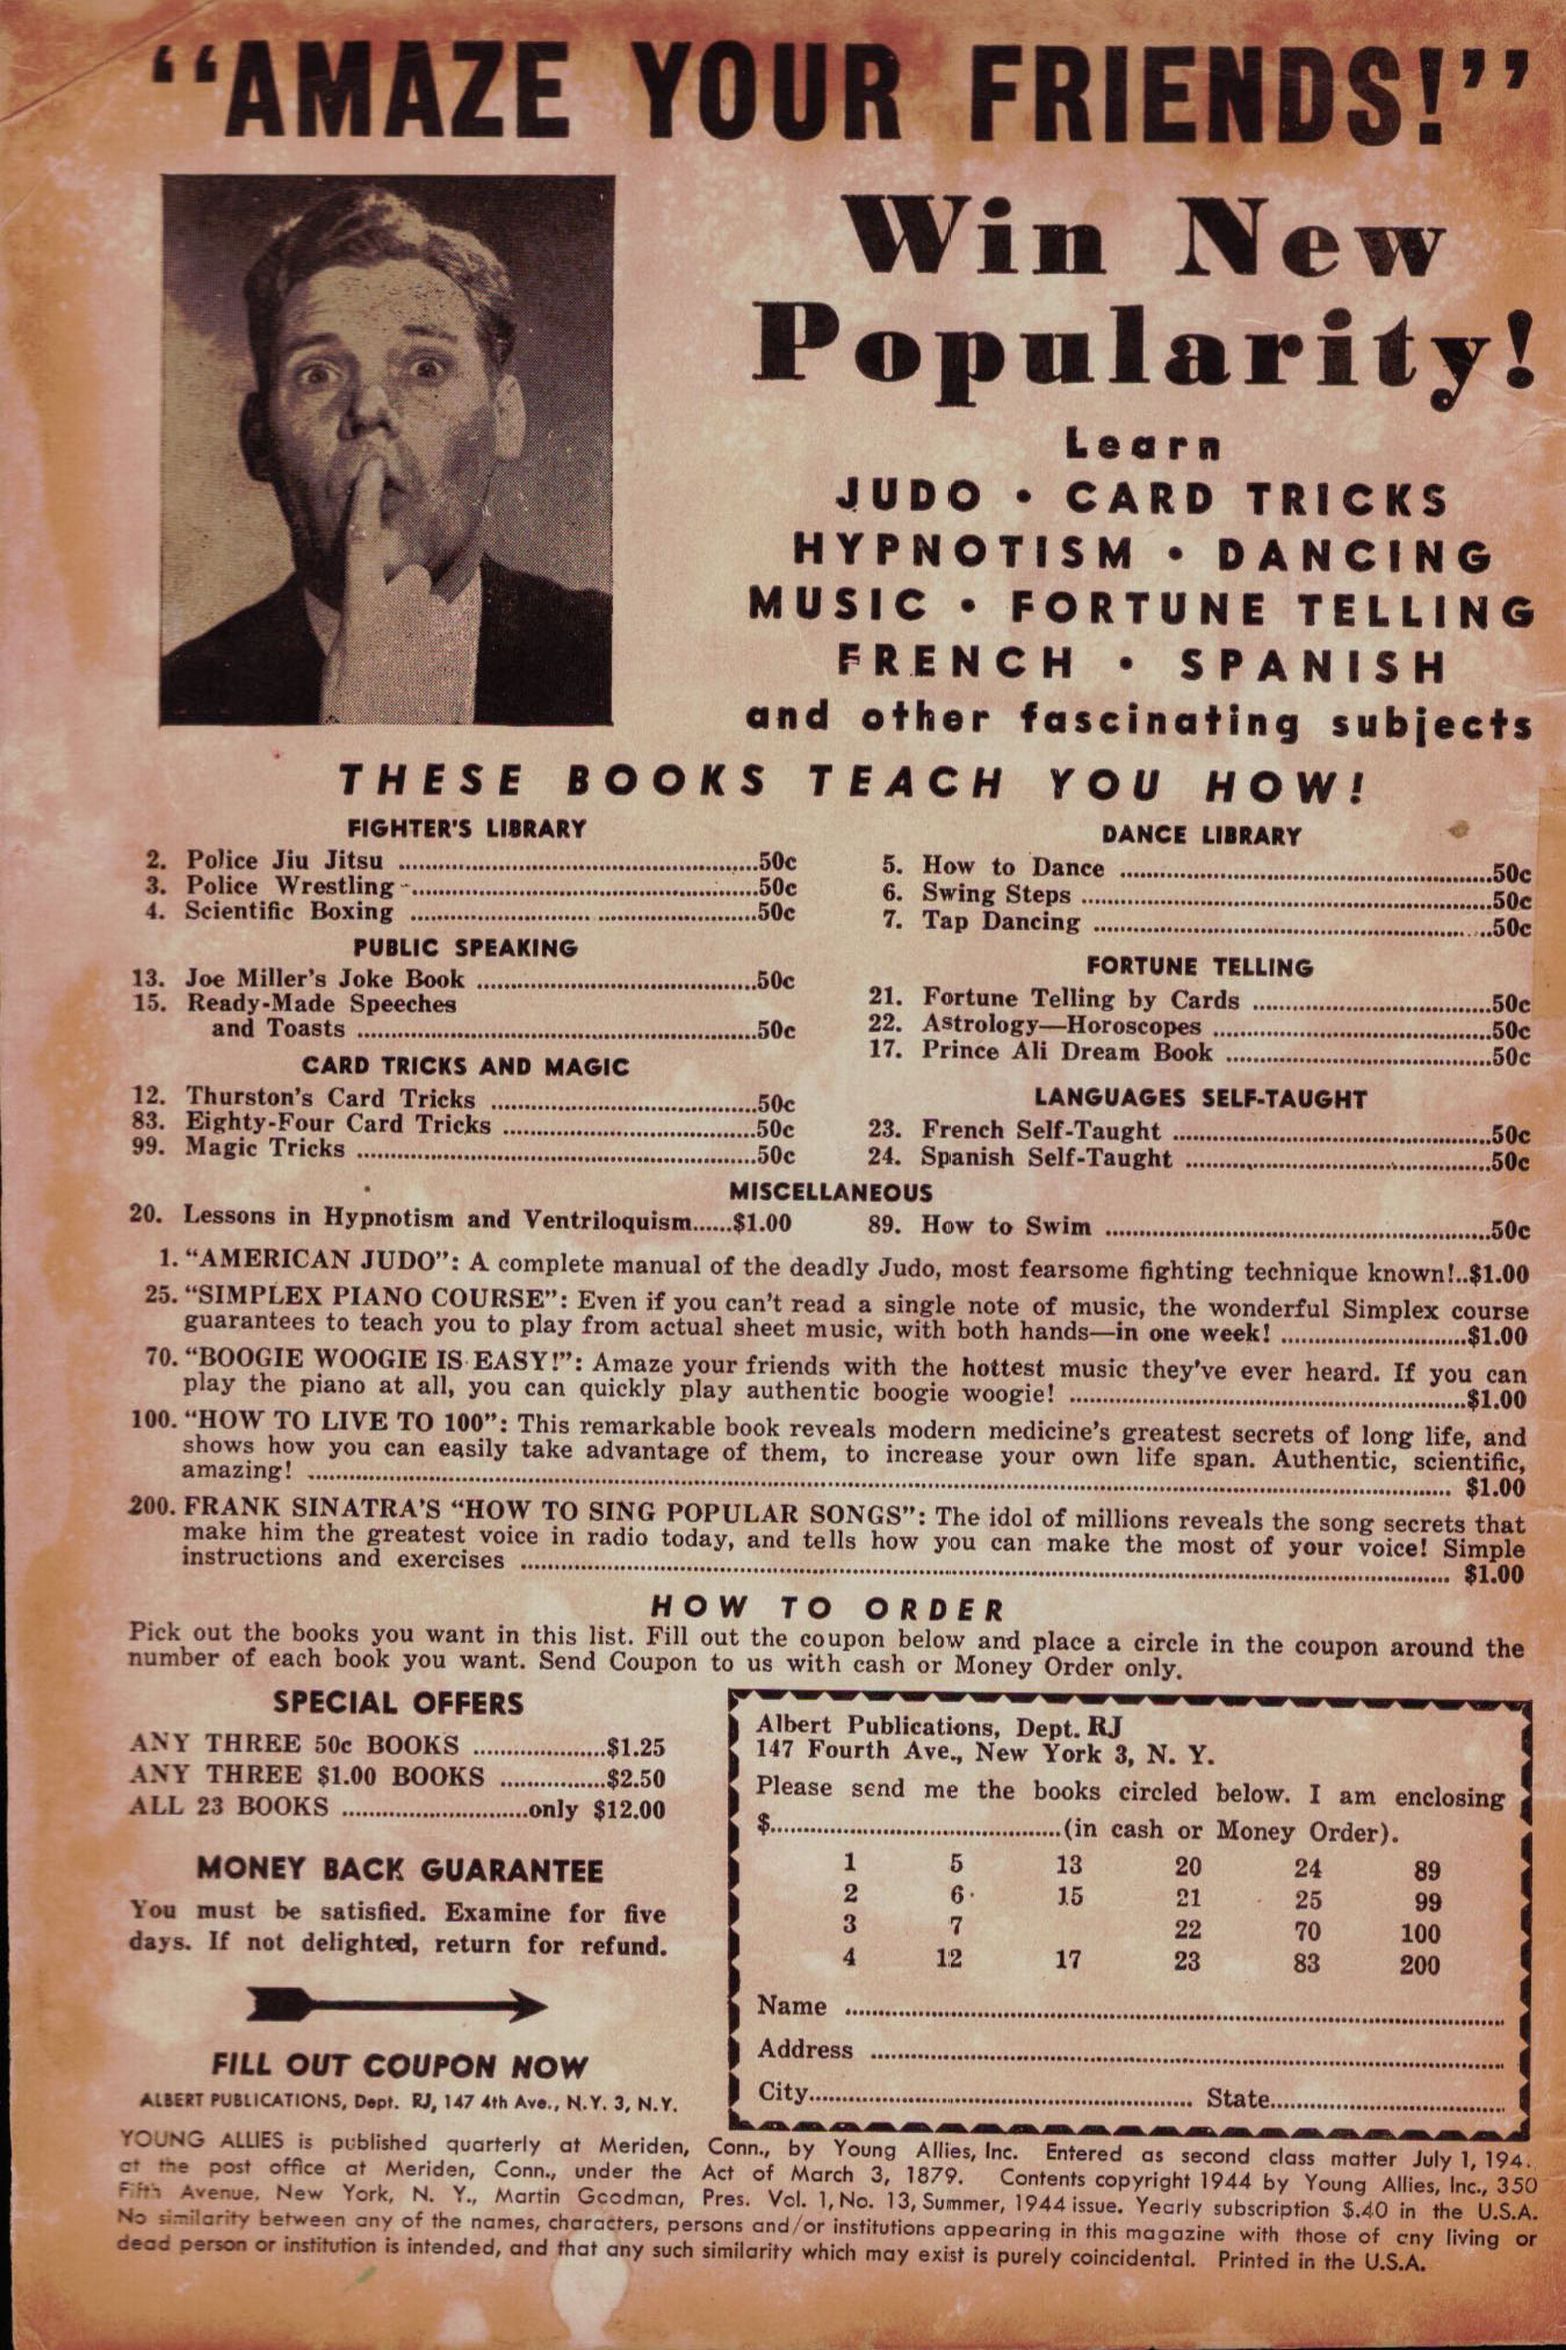 “AMAZE YOUR FRIENDS!”
Win New
Popularity!
Learn
JUDO • CARD TRICKS
HYPNOTISM • DANCING
MUSIC • FORTUNE TELLING
FRENCH • SPANISH
and other fascinating subjects
THESE BOOKS TEACH YOU HOW!
FIGHTER'S LIBRARY
2. Police Jiu Jitsu ....................50c
3. Police Wrestling ....................50c
4. Scientific Boxing ....................50c
PUBLIC SPEAKING
13. Joe Miller's Joke Book ....................50c
15. Ready-Made Speeches
and Toasts ....................50c
CARD TRICKS AND MAGIC
12. Thurston's Card Tricks ....................50c
83. Eighty-Four Card Tricks ....................50c
99. Magic Tricks ....................50c
DANCE LIBRARY
5. How to Dance ....................50c
6. Swing Steps ....................50c
7. Tap Dancing ....................50c
FORTUNE TELLING
21. Fortune Telling by Cards ....................50c
22. Astrology—Horoscopes ....................50c
17. Prince Ali Dream Book ....................50c
LANGUAGES SELF-TAUGHT
23. French Self-Taught ....................50c
24. Spanish Self-Taught ....................50c
MISCELLANEOUS
20. Lessons in Hypnotism and Ventriloquism......$1.00
89. How to Swim ....................50c
1. “AMERICAN JUDO”: A complete manual of the deadly Judo, most fearsome fighting technique known!..$1.00
25. “SIMPLEX PIANO COURSE”: Even if you can't read a single note of music, the wonderful Simplex course
guarantees to teach you to play from actual sheet music, with both hands—in one week! ....................$1.00
70. “BOOGIE WOOGIE IS EASY!”: Amaze your friends with the hottest music they've ever heard. If you can
play the piano at all, you can quickly play authentic boogie woogie! ....................$1.00
100. “HOW TO LIVE TO 100”: This remarkable book reveals modern medicine's greatest secrets of long life, and
shows how you can easily take advantage of them, to increase your own life span. Authentic, scientific,
amazing! .................... $1.00
200. FRANK SINATRA'S “HOW TO SING POPULAR SONGS”: The idol of millions reveals the song secrets that
make him the greatest voice in radio today, and tells how you can make the most of your voice! Simple
instructions and exercises .................... $1.00
HOW TO ORDER
Pick out the books you want in this list. Fill out the coupon below and place a circle in the coupon around the
number of each book you want. Send Coupon to us with cash or Money Order only.
SPECIAL OFFERS
ANY THREE 50c BOOKS ....................$1.25
ANY THREE $1.00 BOOKS ................$2.50
ALL 23 BOOKS ....................only $12.00
MONEY BACK GUARANTEE
You must be satisfied. Examine for five
days. If not delighted, return for refund.
FILL OUT COUPON NOW
ALBERT PUBLICATIONS, Dept. RJ, 147 4th Ave., N.Y. 3, N.Y.
Albert Publications, Dept. RJ
147 Fourth Ave., New York 3, N. Y.
Please send me the books circled below. I am enclosing
$....................(in cash or Money Order).
1 5 13 20 24 89
2 6 15 21 25 99
3 7 22 70 100
4 12 17 23 83 200
Name ....................
Address ....................
City.................... State....................
YOUNG ALLIES is published quarterly at Meriden, Conn., by Young Allies, Inc. Entered as second class matter July 1,
at the post office at Meriden, Conn., under the Act of March 3, 1879. Contents copyright 1944 by Young Allies, Inc., 350
Fifth Avenue, New York, N. Y., Martin Goodman, Pres. Vol. 1, No. 13, Summer, 1944 issue. Yearly subscription $.40 in the U.S.A.
No similarity between any of the names, characters, persons and/or institutions appearing in this magazine with those of any living or
dead person or institution is intended, and that any such similarity which may exist is purely coincidental. Printed in the U.S.A.